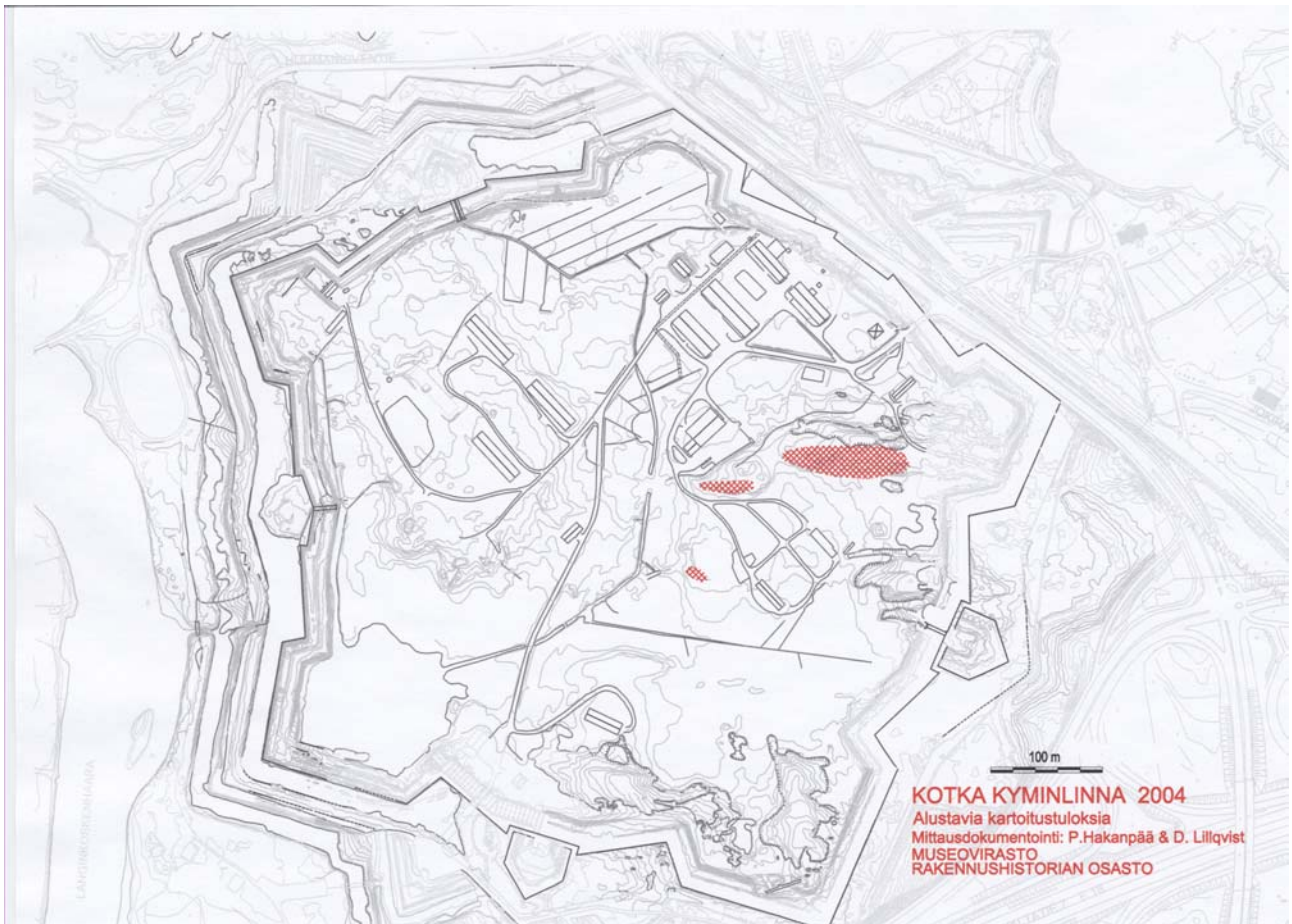 100 m
KOTKA KYMINLINNA 2004
Alustavia kartoitustuloksia
Mittausdokumentointi: P.Hakanpää & D. Lillqvist
MUSEOVIRASTO
RAKENNUSHISTORIAN OSASTO